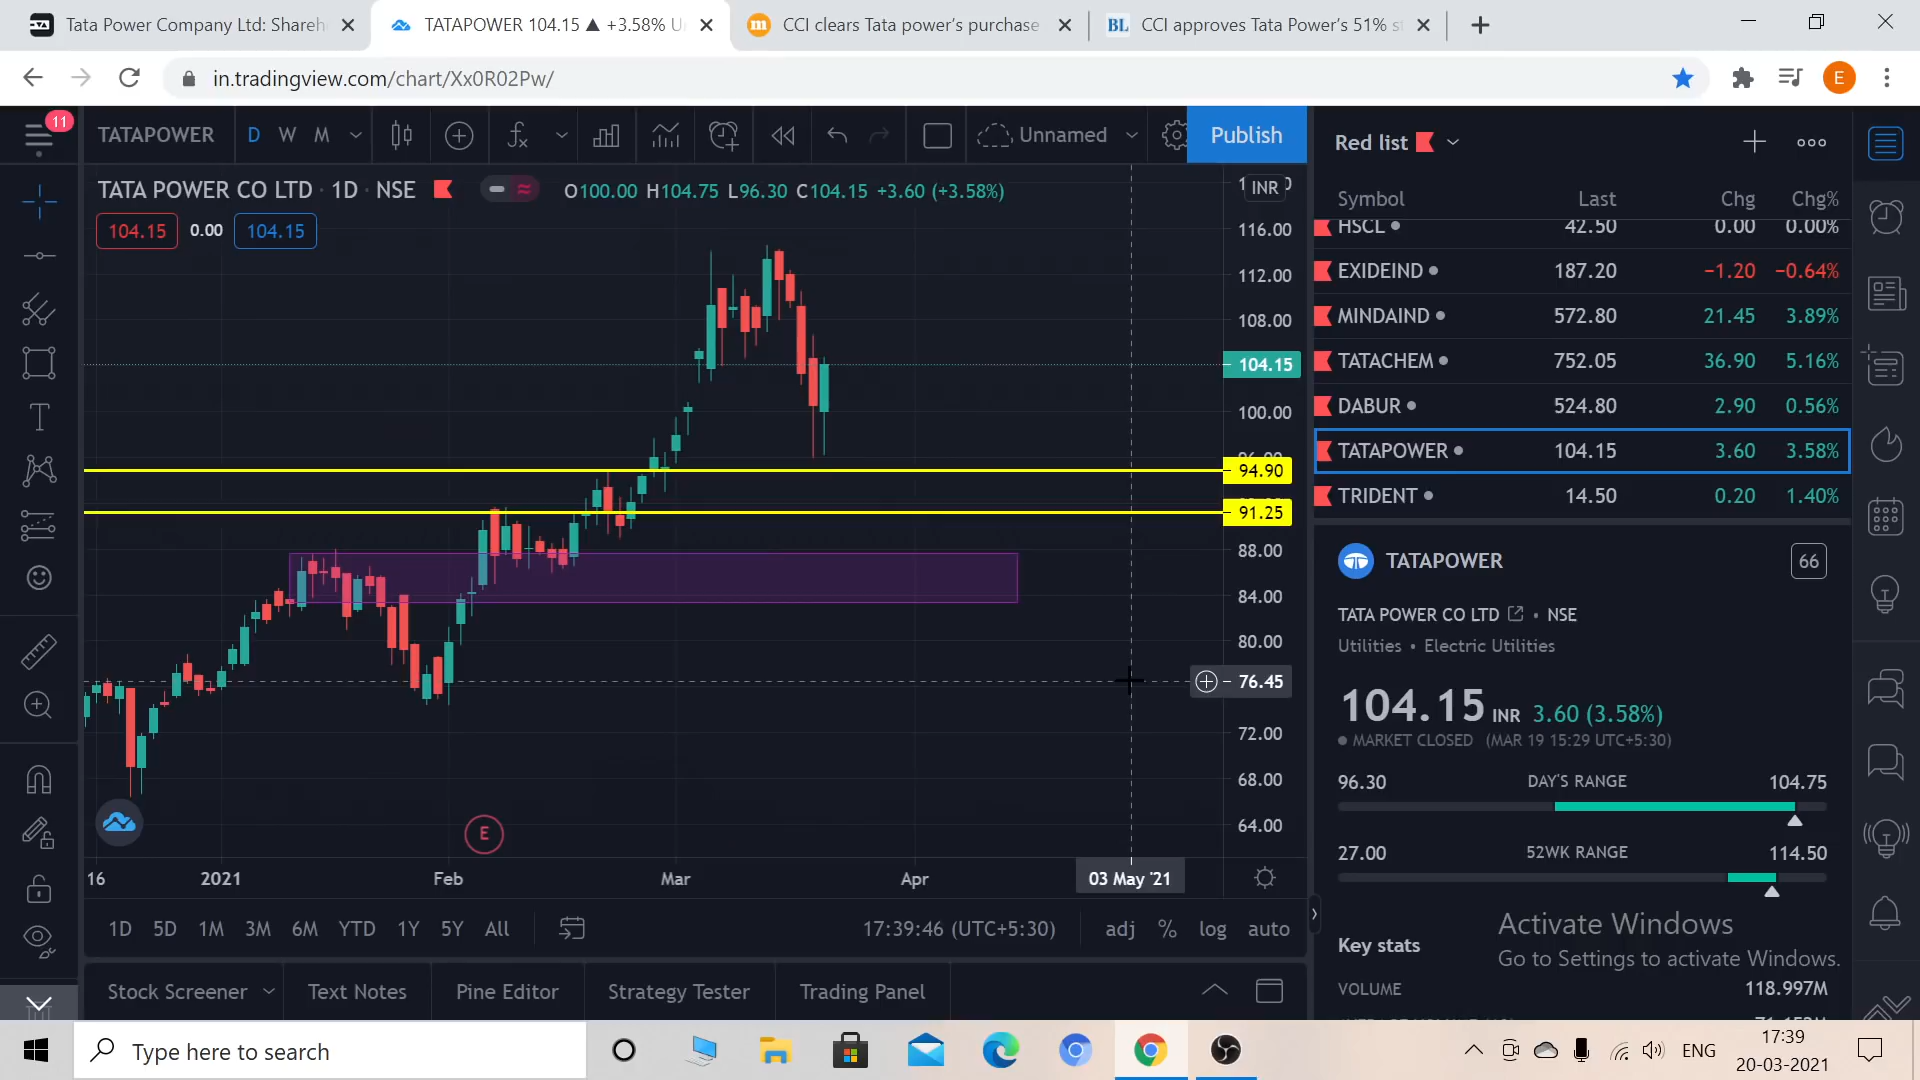 Tata Power Company Ltd: Shareh
TATAPOWER 104.15 ▲ +3.58% U
CCI clears Tata power's purchase
BL CCI approves Tata Power's 51% s
in.tradingview.com/chart/Xx0R02Pw/
E
11
TATAPOWER D W M
Unnamed
Publish
Red list
TATA POWER CO LTD · 1D · NSE
O100.00 H104.75 L96.30 C104.15 +3.60 (+3.58%)
INR
104.15 0.00 104.15
116.00
112.00
108.00
104.15
100.00
94.90
91.25
88.00
84.00
80.00
76.45
72.00
68.00
64.00
E
16 2021 Feb Mar Apr 03 May '21
1D 5D 1M 3M 6M YTD 1Y 5Y All
17:39:46 (UTC+5:30) adj % log auto
Stock Screener Text Notes Pine Editor Strategy Tester Trading Panel
Symbol Last Chg Chg%
HSCL 42.50 0.00 0.00%
EXIDEIND 187.20 −1.20 −0.64%
MINDAIND 572.80 21.45 3.89%
TATACHEM 752.05 36.90 5.16%
DABUR 524.80 2.90 0.56%
TATAPOWER 104.15 3.60 3.58%
TRIDENT 14.50 0.20 1.40%
TATAPOWER 66
TATA POWER CO LTD · NSE
Utilities • Electric Utilities
104.15 INR 3.60 (3.58%)
MARKET CLOSED (MAR 19 15:29 UTC+5:30)
96.30 DAY'S RANGE 104.75
27.00 52WK RANGE 114.50
Activate Windows
Key stats
Go to Settings to activate Windows.
VOLUME 118.997M
Type here to search
ENG
17:39
20-03-2021